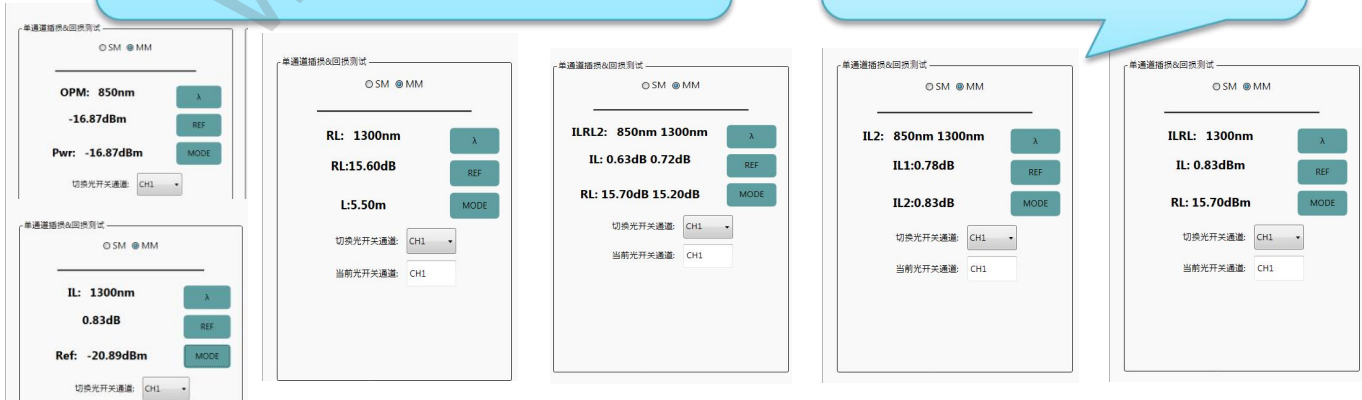 单通道插损&回损测试
SM MM
OPM: 850nm
λ
-16.87dBm
REF
Pwr: -16.87dBm
MODE
切换光开关通道: CH1
单通道插损&回损测试
SM MM
IL: 1300nm
λ
0.83dB
REF
Ref: -20.89dBm
MODE
切换光开关通道: CH1
单通道插损&回损测试
SM MM
RL: 1300nm
λ
RL:15.60dB
REF
L:5.50m
MODE
切换光开关通道: CH1
当前光开关通道: CH1
单通道插损&回损测试
SM MM
ILRL2: 850nm 1300nm
λ
IL: 0.63dB 0.72dB
REF
RL: 15.70dB 15.20dB
MODE
切换光开关通道: CH1
当前光开关通道: CH1
单通道插损&回损测试
SM MM
IL2: 850nm 1300nm
λ
IL1:0.78dB
REF
IL2:0.83dB
MODE
切换光开关通道: CH1
当前光开关通道: CH1
单通道插损&回损测试
SM MM
ILRL: 1300nm
λ
IL: 0.83dBm
REF
RL: 15.70dBm
MODE
切换光开关通道: CH1
当前光开关通道: CH1